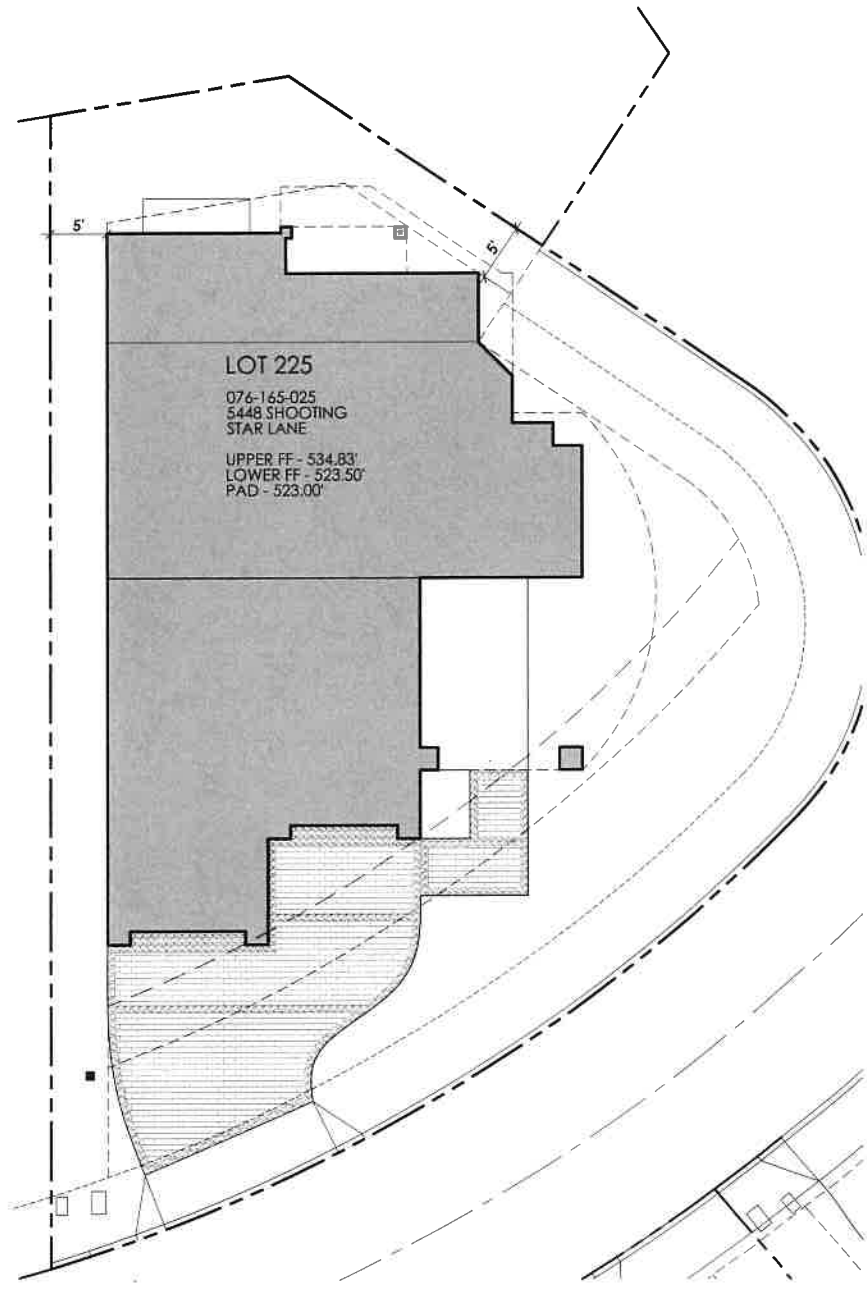 5'
5'
LOT 225
076-165-025
5448 SHOOTING
STAR LANE
UPPER FF - 534.83'
LOWER FF - 523.50'
PAD - 523.00'